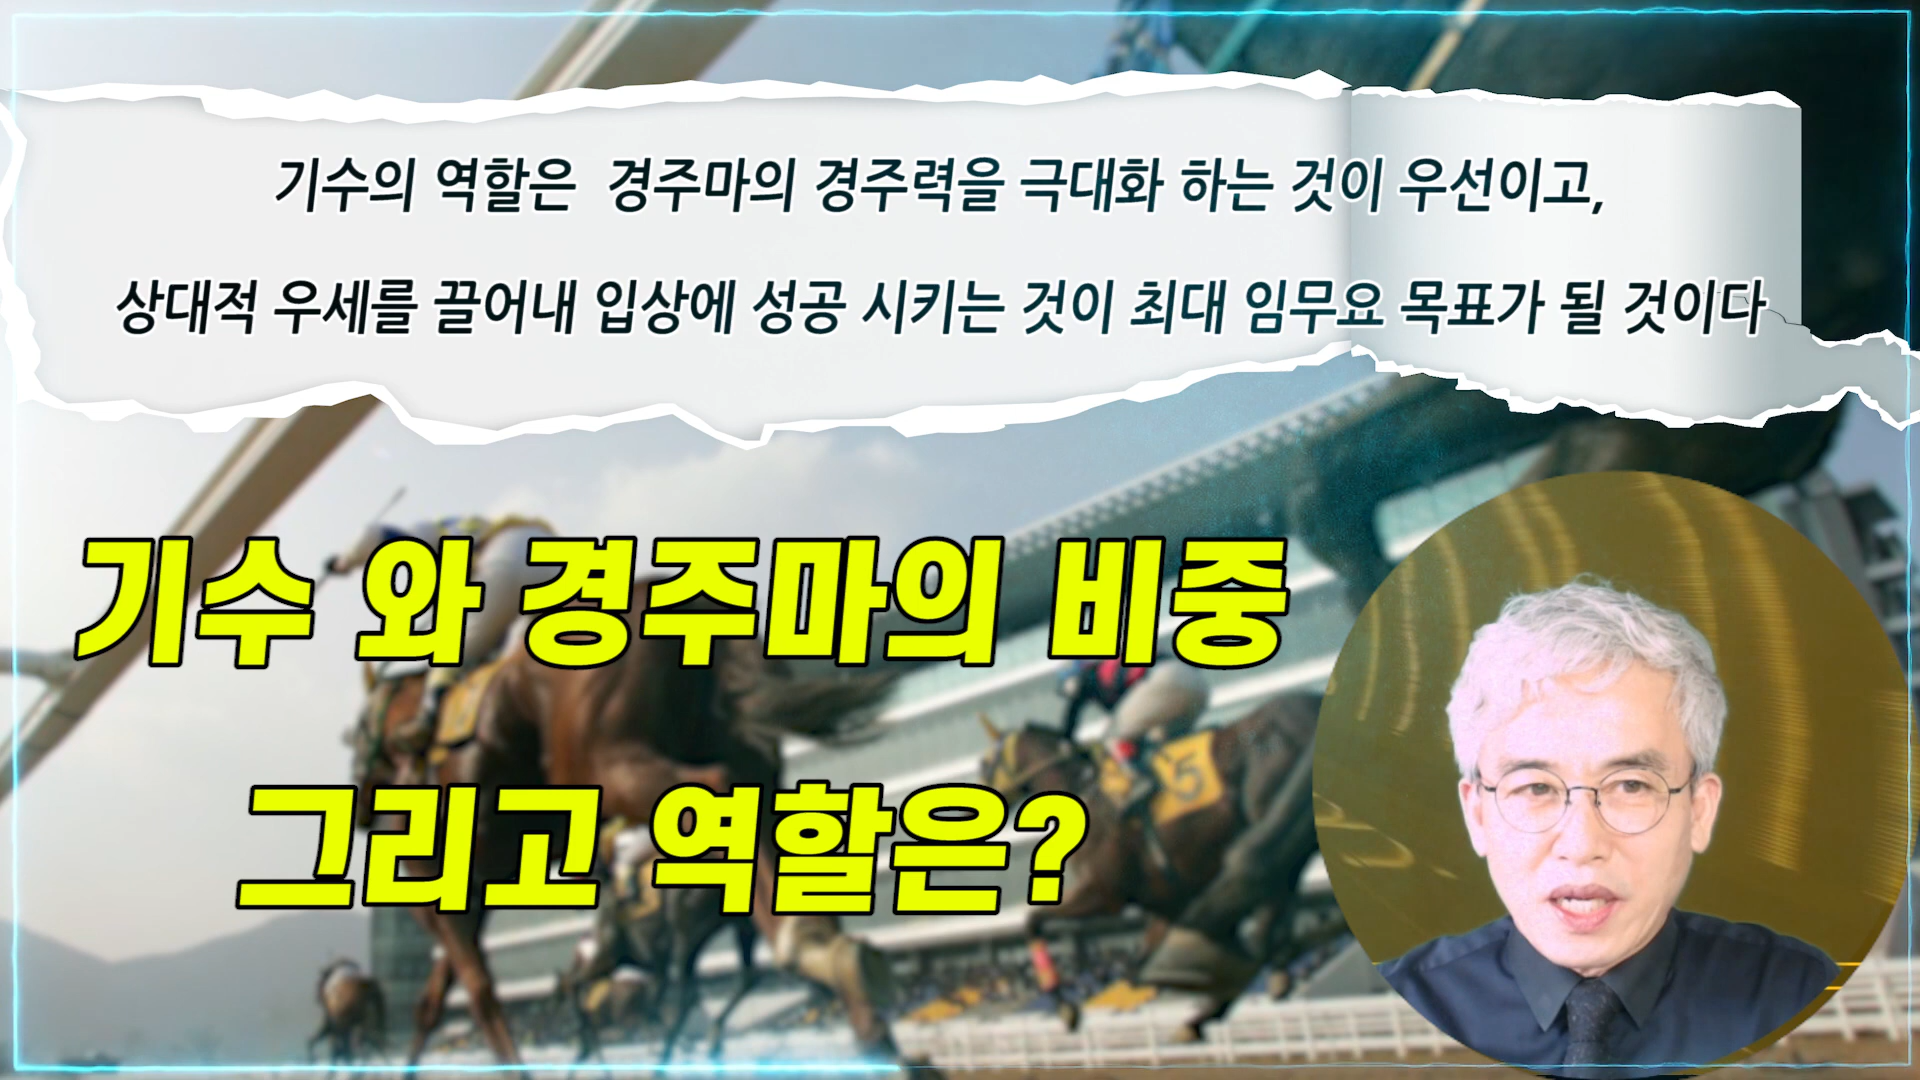 기수의 역할은 경주마의 경주력을 극대화 하는 것이 우선이고,
상대적 우세를 끌어내 입상에 성공 시키는 것이 최대 임무요 목표가 될 것이다
기수 와 경주마의 비중
그리고 역할은?
5